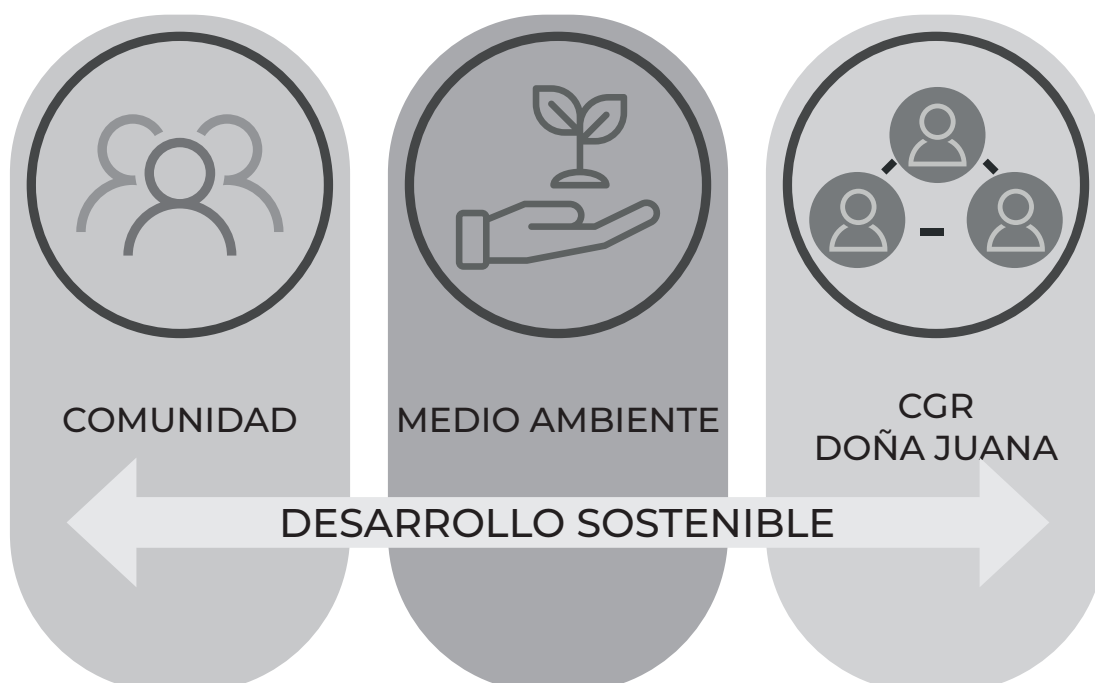 COMUNIDAD
MEDIO AMBIENTE
CGR
DOÑA JUANA
DESARROLLO SOSTENIBLE